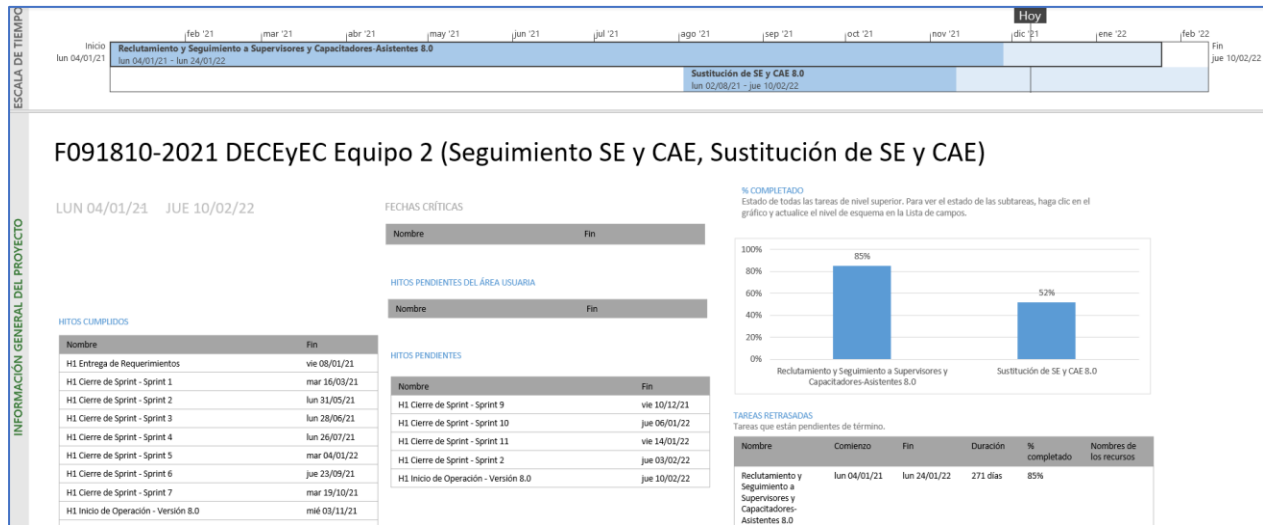 ESCALA DE TIEMPO
Hoy
feb '21 mar '21 abr '21 may '21 jun '21 jul '21 ago '21 sep '21 oct '21 nov '21 dic '21 ene '22 feb '22
Inicio
lun 04/01/21
Reclutamiento y Seguimiento a Supervisores y Capacitadores-Asistentes 8.0
lun 04/01/21 - lun 24/01/22
Fin
jue 10/02/22
Sustitución de SE y CAE 8.0
lun 02/08/21 - jue 10/02/22
INFORMACIÓN GENERAL DEL PROYECTO
F091810-2021 DECEyEC Equipo 2 (Seguimiento SE y CAE, Sustitución de SE y CAE)
LUN 04/01/21 JUE 10/02/22
HITOS CUMPLIDOS
Nombre Fin
H1 Entrega de Requerimientos vie 08/01/21
H1 Cierre de Sprint - Sprint 1 mar 16/03/21
H1 Cierre de Sprint - Sprint 2 lun 31/05/21
H1 Cierre de Sprint - Sprint 3 lun 28/06/21
H1 Cierre de Sprint - Sprint 4 lun 26/07/21
H1 Cierre de Sprint - Sprint 5 mar 04/01/22
H1 Cierre de Sprint - Sprint 6 jue 23/09/21
H1 Cierre de Sprint - Sprint 7 mar 19/10/21
H1 Inicio de Operación - Versión 8.0 mié 03/11/21
FECHAS CRÍTICAS
Nombre Fin
HITOS PENDIENTES DEL ÁREA USUARIA
Nombre Fin
HITOS PENDIENTES
Nombre Fin
H1 Cierre de Sprint - Sprint 9 vie 10/12/21
H1 Cierre de Sprint - Sprint 10 jue 06/01/22
H1 Cierre de Sprint - Sprint 11 vie 14/01/22
H1 Cierre de Sprint - Sprint 2 jue 03/02/22
H1 Inicio de Operación - Versión 8.0 jue 10/02/22
% COMPLETADO
Estado de todas las tareas de nivel superior. Para ver el estado de las subtareas, haga clic en el
gráfico y actualice el nivel de esquema en la Lista de campos.
100%
80%
60%
40%
20%
0%
85%
52%
Reclutamiento y Seguimiento a Supervisores y
Capacitadores-Asistentes 8.0
Sustitución de SE y CAE 8.0
TAREAS RETRASADAS
Tareas que están pendientes de término.
Nombre Comienzo Fin Duración % completado Nombres de los recursos
Reclutamiento y lun 04/01/21 lun 24/01/22 271 días 85%
Seguimiento a
Supervisores y
Capacitadores-
Asistentes 8.0